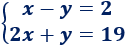 x − y = 2
2x + y = 19